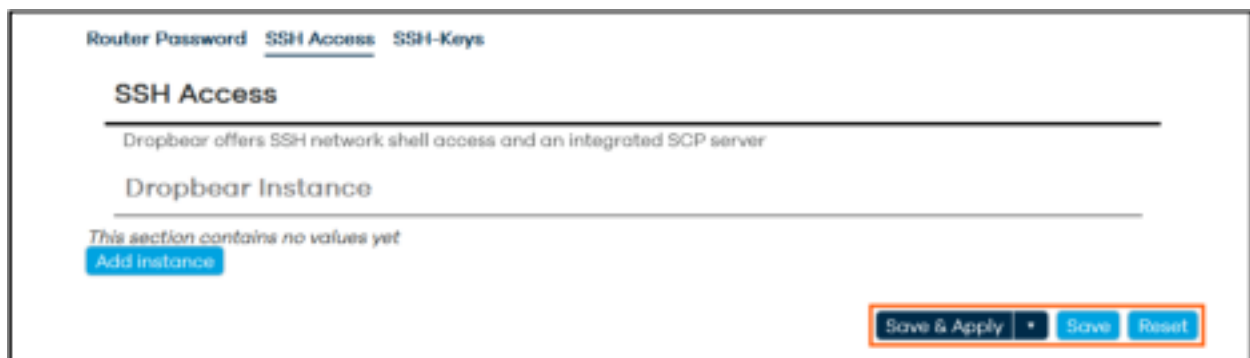 Router Password SSH Access SSH-Keys
SSH Access
Dropbear offers SSH network shell access and an integrated SCP server
Dropbear Instance
This section contains no values yet
Add instance
Save & Apply Save Reset